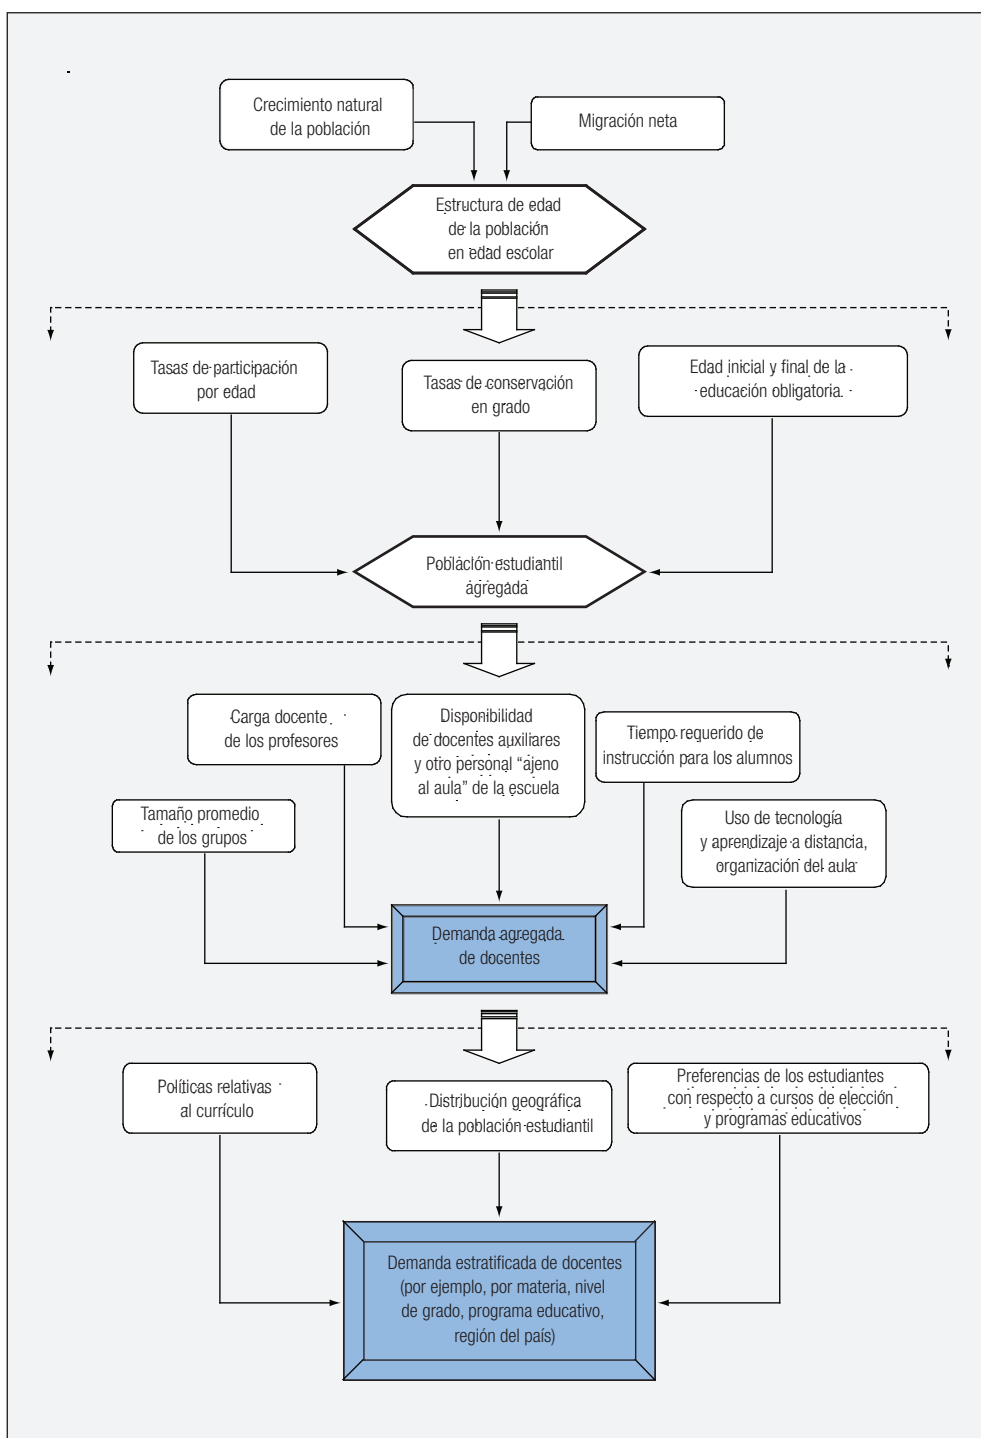 Crecimiento natural
de la población
Migración neta
Estructura de edad
de la población
en edad escolar
Tasas de participación
por edad
Tasas de conservación
en grado
Edad inicial y final de la
educación obligatoria.
Población estudiantil
agregada
Carga docente
de los profesores
Disponibilidad
de docentes auxiliares
y otro personal “ajeno
al aula” de la escuela
Tiempo requerido de
instrucción para los alumnos
Tamaño promedio
de los grupos
Uso de tecnología
y aprendizaje a distancia,
organización del aula
Demanda agregada
de docentes
Políticas relativas
al currículo
Distribución geográfica
de la población estudiantil
Preferencias de los estudiantes
con respecto a cursos de elección
y programas educativos
Demanda estratificada de docentes
(por ejemplo, por materia, nivel
de grado, programa educativo,
región del país)